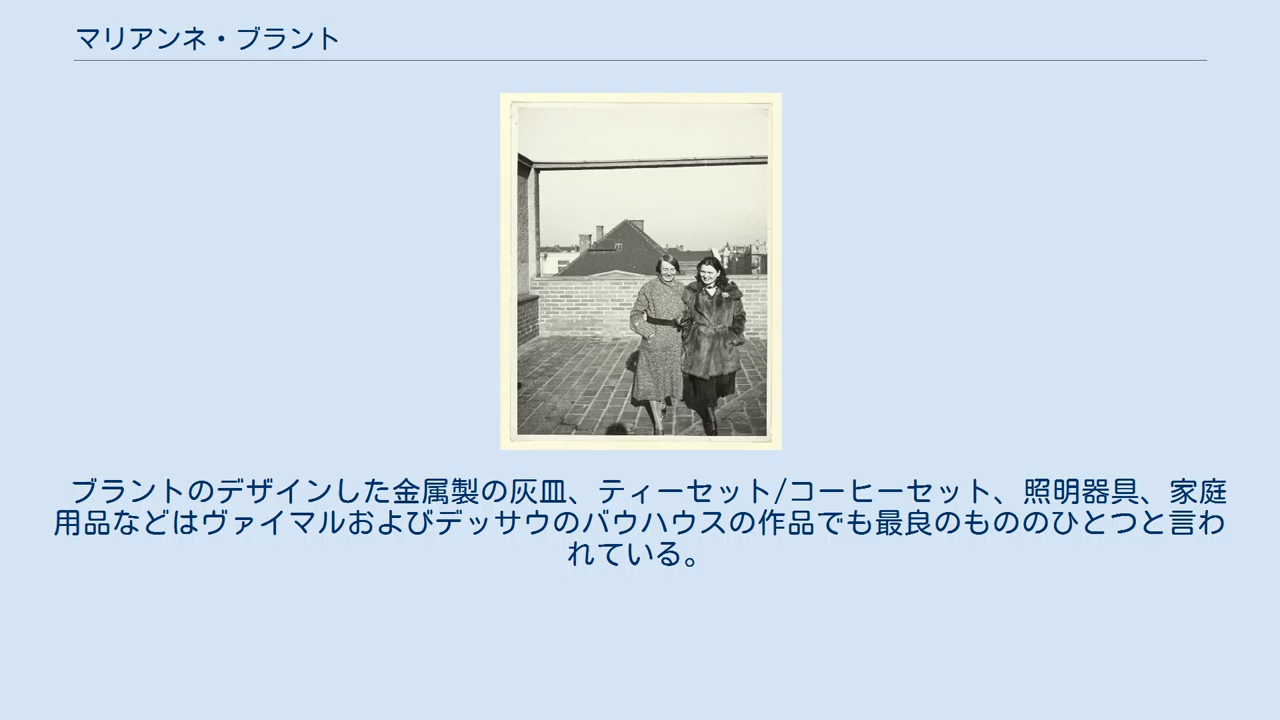 マリアンネ・ブラント
ブラントのデザインした金属製の灰皿、ティーセット/コーヒーセット、照明器具、家庭
用品などはヴァイマルおよびデッサウのバウハウスの作品でも最良のもののひとつと言わ
れている。